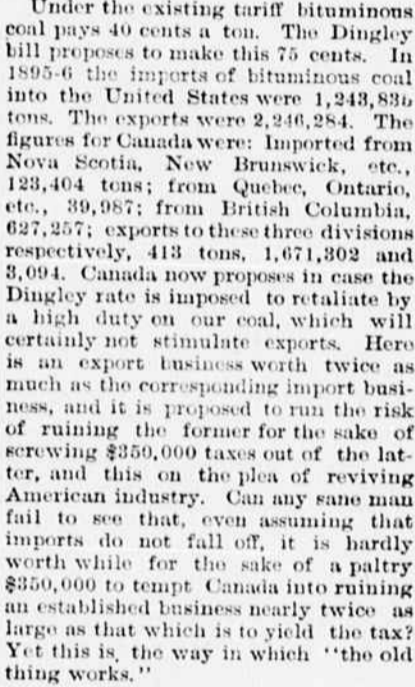 Under the existing tariff bituminous
coal pays 40 cents a ton. The Dingley
bill proposes to make this 75 cents. In
1895-6 the imports of bituminous coal
into the United States were 1,243,835
tons. The exports were 2,246,284. The
figures for Canada were: Imported from
Nova Scotia, New Brunswick, etc.,
123,404 tons; from Quebec, Ontario,
etc., 39,987; from British Columbia,
627,257; exports to these three divisions
respectively, 413 tons, 1,671,302 and
3,094. Canada now proposes in case the
Dingley rate is imposed to retaliate by
a high duty on our coal, which will
certainly not stimulate exports. Here
is an export business worth twice as
much as the corresponding import busi-
ness, and it is proposed to run the risk
of ruining the former for the sake of
screwing $350,000 taxes out of the lat-
ter, and this on the plea of reviving
American industry. Can any sane man
fail to see that, even assuming that
imports do not fall off, it is hardly
worth while for the sake of a paltry
$350,000 to tempt Canada into ruining
an established business nearly twice as
large as that which is to yield the tax?
Yet this is, the way in which "the old
thing works."